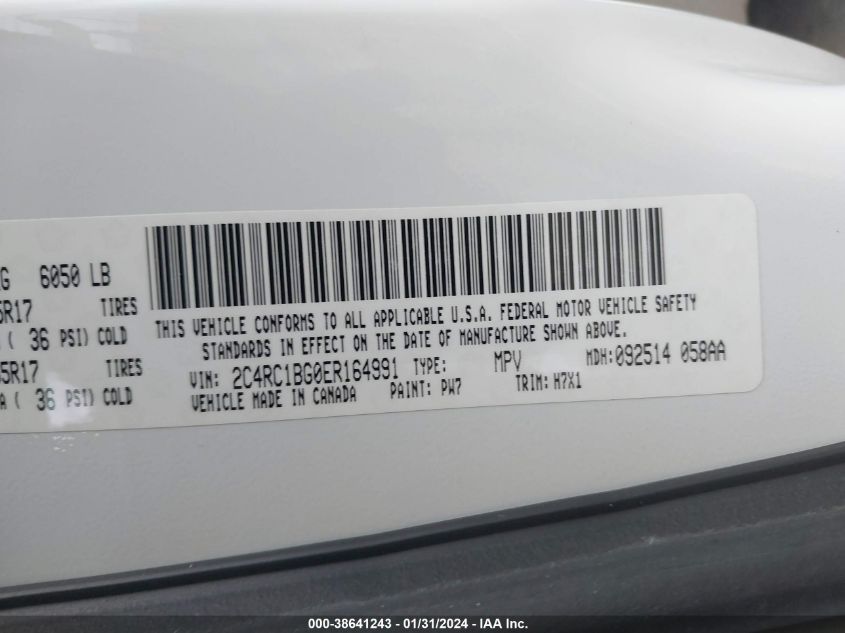 G 6050 LB
5R17 TIRES
( 36 PSI) COLD
5R17 TIRES
A ( 36 PSI) COLD
THIS VEHICLE CONFORMS TO ALL APPLICABLE U.S.A. FEDERAL MOTOR VEHICLE SAFETY
STANDARDS IN EFFECT ON THE DATE OF MANUFACTURE SHOWN ABOVE.
VIN: 2C4RC1BG0ER164991 TYPE: MPV MDH:092514 058AA
VEHICLE MADE IN CANADA PAINT: PW7 TRIM: H7X1
000-38641243 - 01/31/2024 - IAA Inc.